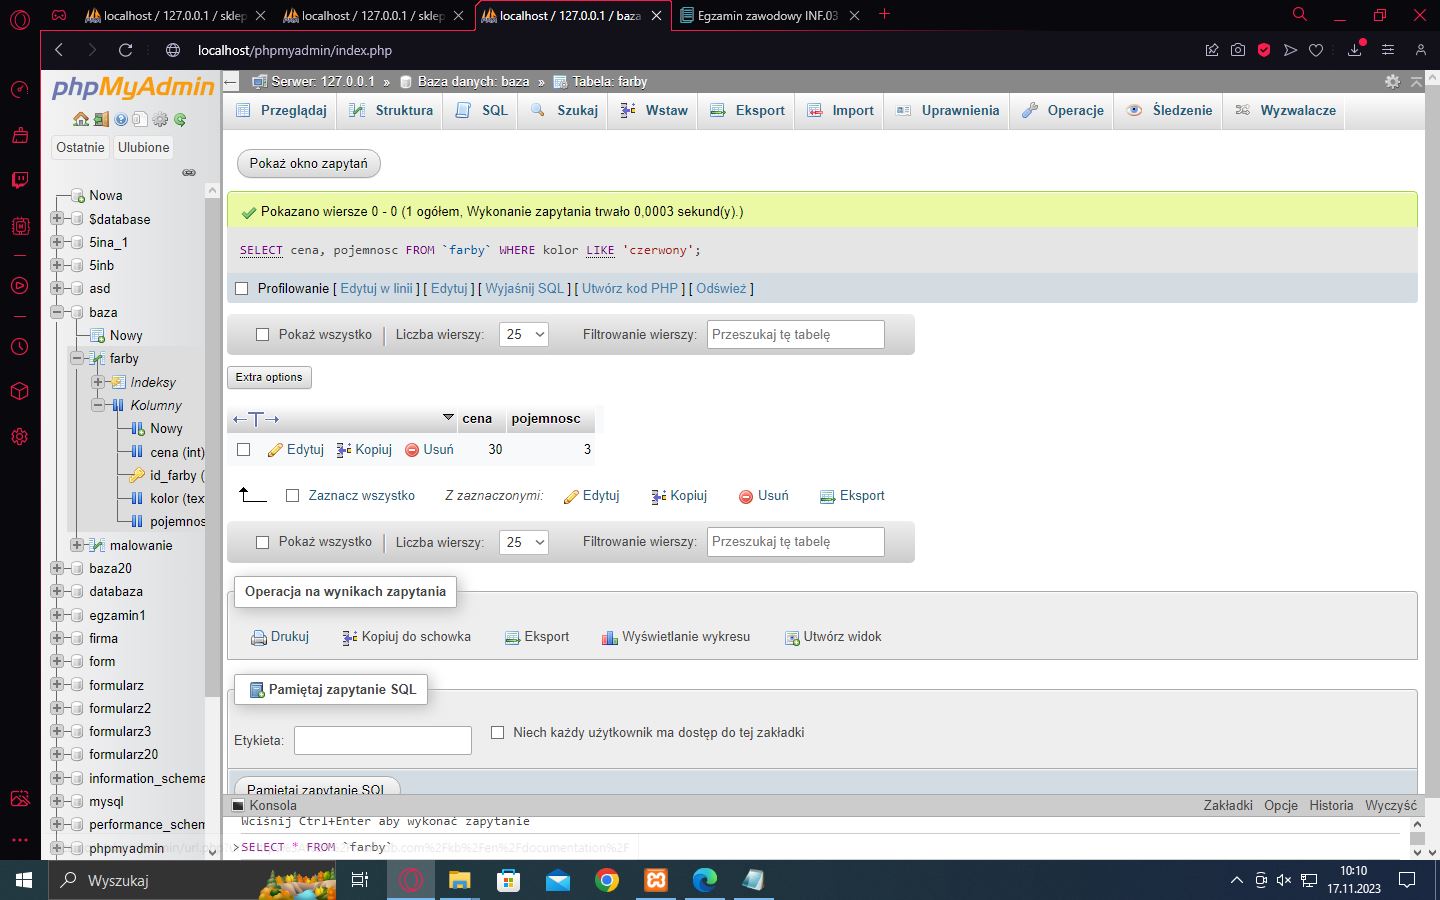 localhost / 127.0.0.1 / sklep
localhost / 127.0.0.1 / sklep
localhost / 127.0.0.1 / baza
Egzamin zawodowy INF.03
localhost/phpmyadmin/index.php
phpMyAdmin
Ostatnie
Ulubione
Nowa
$database
5ina_1
5inb
asd
baza
Nowy
farby
Indeksy
Kolumny
Nowy
cena (int)
id_farby (
kolor (tex
pojemnos
malowanie
baza20
databaza
egzamin1
firma
form
formularz
formularz2
formularz3
formularz20
information_schema
mysql
performance_schem
phpmyadmin
Serwer: 127.0.0.1 » Baza danych: baza » Tabela: farby
Przeglądaj
Struktura
SQL
Szukaj
Wstaw
Eksport
Import
Uprawnienia
Operacje
Śledzenie
Wyzwalacze
Pokaż okno zapytań
Pokazano wiersze 0 - 0 (1 ogółem, Wykonanie zapytania trwało 0,0003 sekund(y).)
SELECT cena, pojemnosc FROM `farby` WHERE kolor LIKE 'czerwony';
Profilowanie [ Edytuj w linii ] [ Edytuj ] [ Wyjaśnij SQL ] [ Utwórz kod PHP ] [ Odśwież ]
Pokaż wszystko | Liczba wierszy: 25 Filtrowanie wierszy: Przeszukaj tę tabelę
Extra options
cena pojemnosc
Edytuj Kopiuj Usuń 30 3
Zaznacz wszystko Z zaznaczonymi: Edytuj Kopiuj Usuń Eksport
Pokaż wszystko | Liczba wierszy: 25 Filtrowanie wierszy: Przeszukaj tę tabelę
Operacja na wynikach zapytania
Drukuj Kopiuj do schowka Eksport Wyświetlanie wykresu Utwórz widok
Pamiętaj zapytanie SQL
Etykieta: Niech każdy użytkownik ma dostęp do tej zakładki
Pamiętaj zapytanie SQL
Konsola Zakładki Opcje Historia Wyczyść
Wciśnij Ctrl+Enter aby wykonać zapytanie
>SELECT * FROM `farby`
Wyszukaj
10:10
17.11.2023